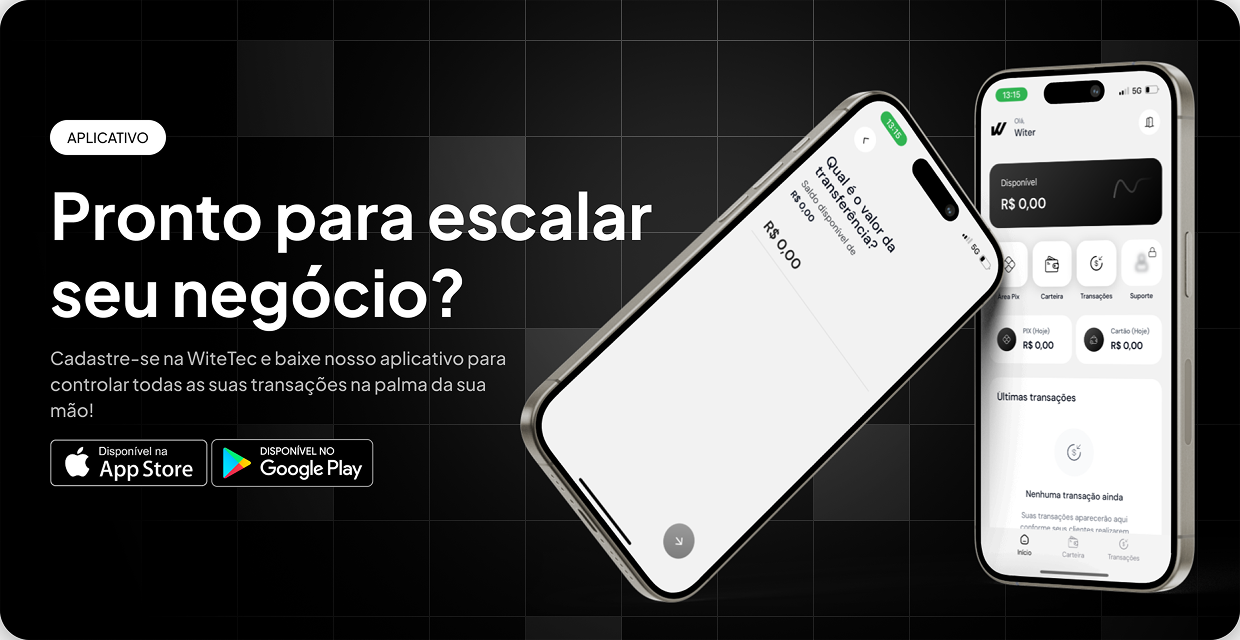 APLICATIVO
Pronto para escalar
seu negócio?
Cadastre-se na WiteTec e baixe nosso aplicativo para
controlar todas as suas transações na palma da sua
mão!
Disponível na
App Store
DISPONÍVEL NO
Google Play
13:15
5G
Qual é o valor da
transferência?
Saldo disponível de
R$ 0,00
R$ 0,00
13:15
5G
Olá,
Witer
Disponível
R$ 0,00
Área Pix
Carteira
Transações
Suporte
PIX (Hoje)
R$ 0,00
Cartão (Hoje)
R$ 0,00
Últimas transações
Nenhuma transação ainda
Suas transações aparecerão aqui
conforme seus clientes realizarem
Início
Carteira
Transações